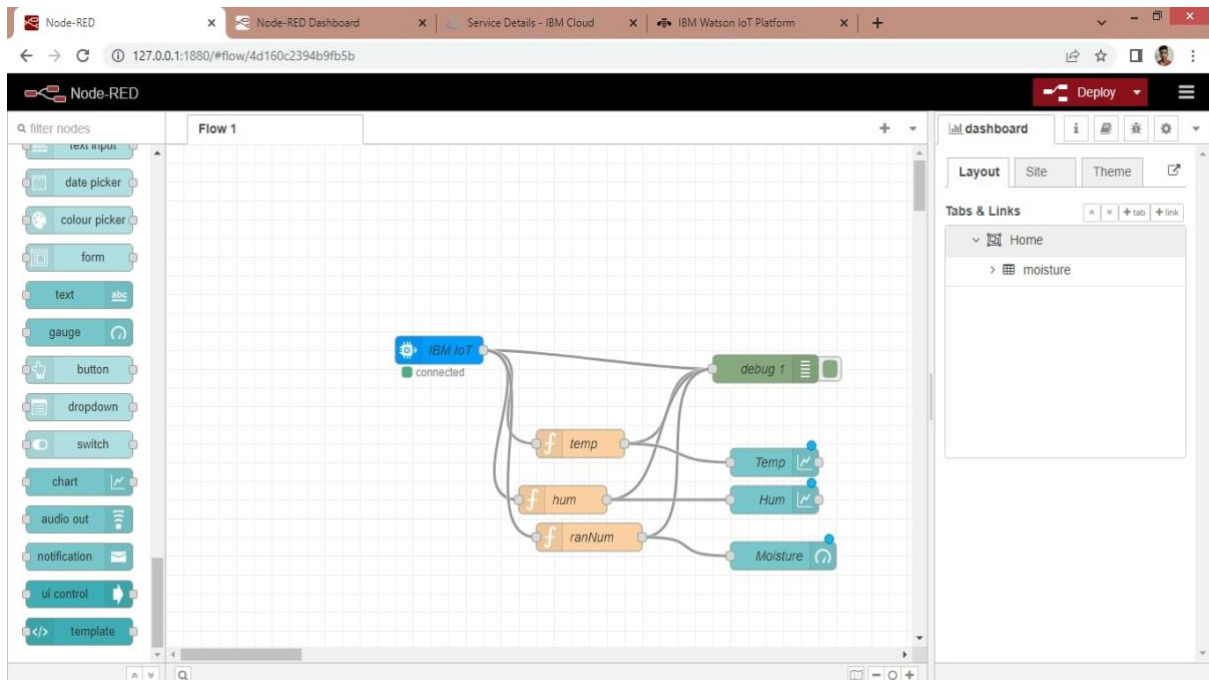 Node-RED
Node-RED Dashboard
Service Details - IBM Cloud
IBM Watson IoT Platform
127.0.0.1:1880/#flow/4d160c2394b9fb5b
Node-RED
Deploy
filter nodes
Flow 1
dashboard
text input
date picker
colour picker
form
text
abc
gauge
button
dropdown
switch
chart
audio out
notification
ui control
template
IBM IoT
connected
debug 1
temp
Temp
hum
Hum
ranNum
Moisture
Layout
Site
Theme
Tabs & Links
+ tab
+ link
Home
moisture